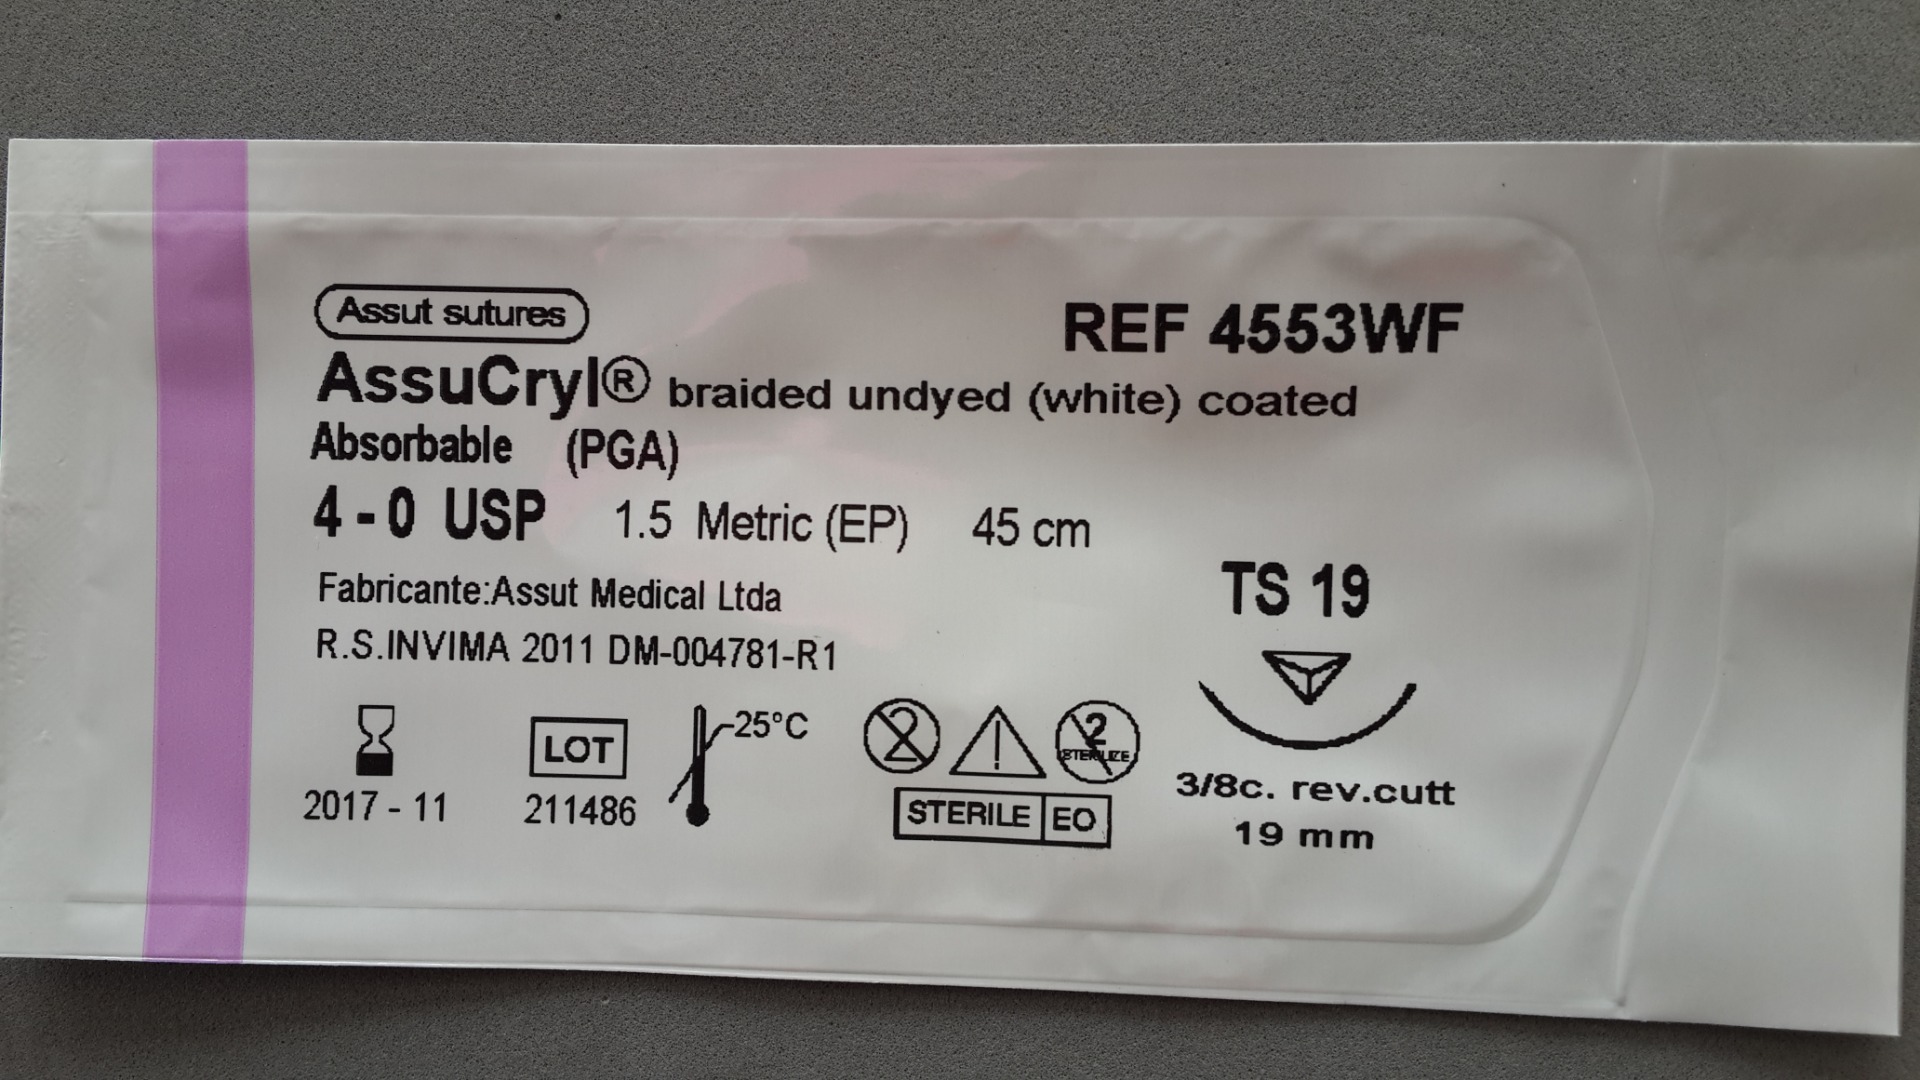 Assut sutures
REF 4553WF
AssuCryl® braided undyed (white) coated
Absorbable (PGA)
4-0 USP 1.5 Metric (EP) 45 cm
Fabricante:Assut Medical Ltda
R.S.INVIMA 2011 DM-004781-R1
TS 19
2017 - 11
LOT
211486
25°C
2
2
STERILIZE
STERILE EO
3/8c. rev.cutt
19 mm